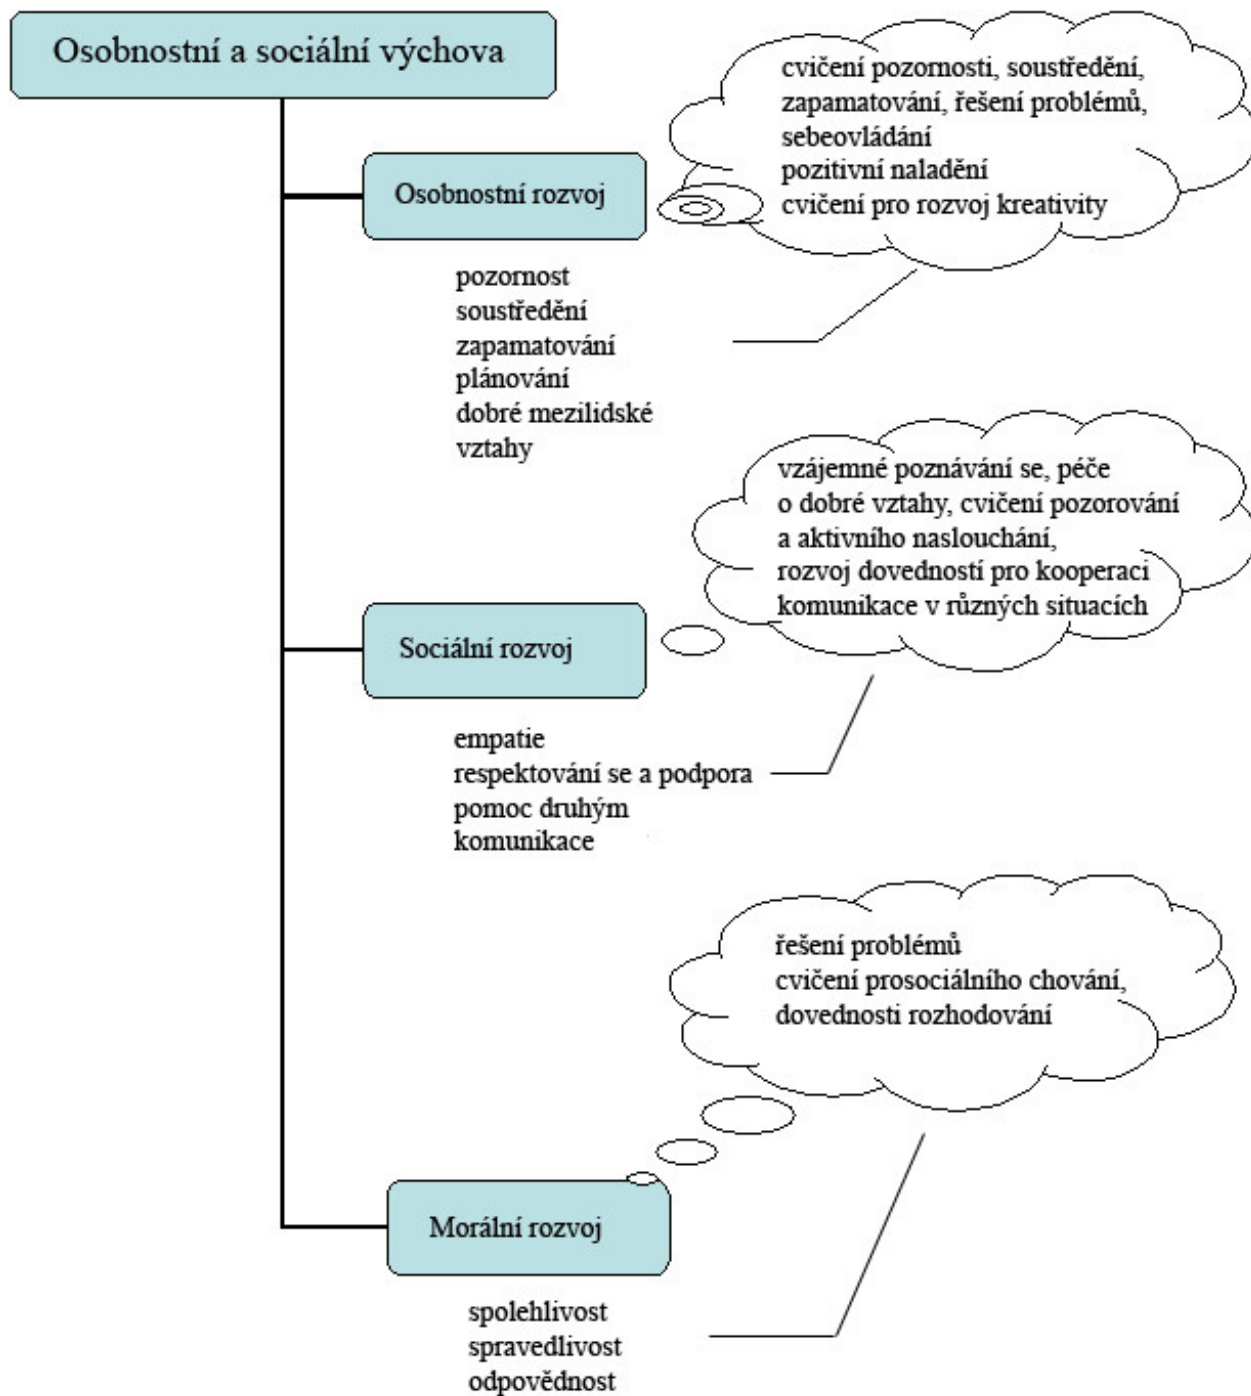 Osobnostní a sociální výchova
cvičení pozornosti, soustředění,
zapamatování, řešení problémů,
sebeovládání
pozitivní naladění
cvičení pro rozvoj kreativity
Osobnostní rozvoj
pozornost
soustředění
zapamatování
plánování
dobré mezilidské
vztahy
vzájemné poznávání se, péče
o dobré vztahy, cvičení pozorování
a aktivního naslouchání,
rozvoj dovedností pro kooperaci
komunikace v různých situacích
Sociální rozvoj
empatie
respektování se a podpora
pomoc druhým
komunikace
řešení problémů
cvičení prosociálního chování,
dovednosti rozhodování
Morální rozvoj
spolehlivost
spravedlivost
odpovědnost